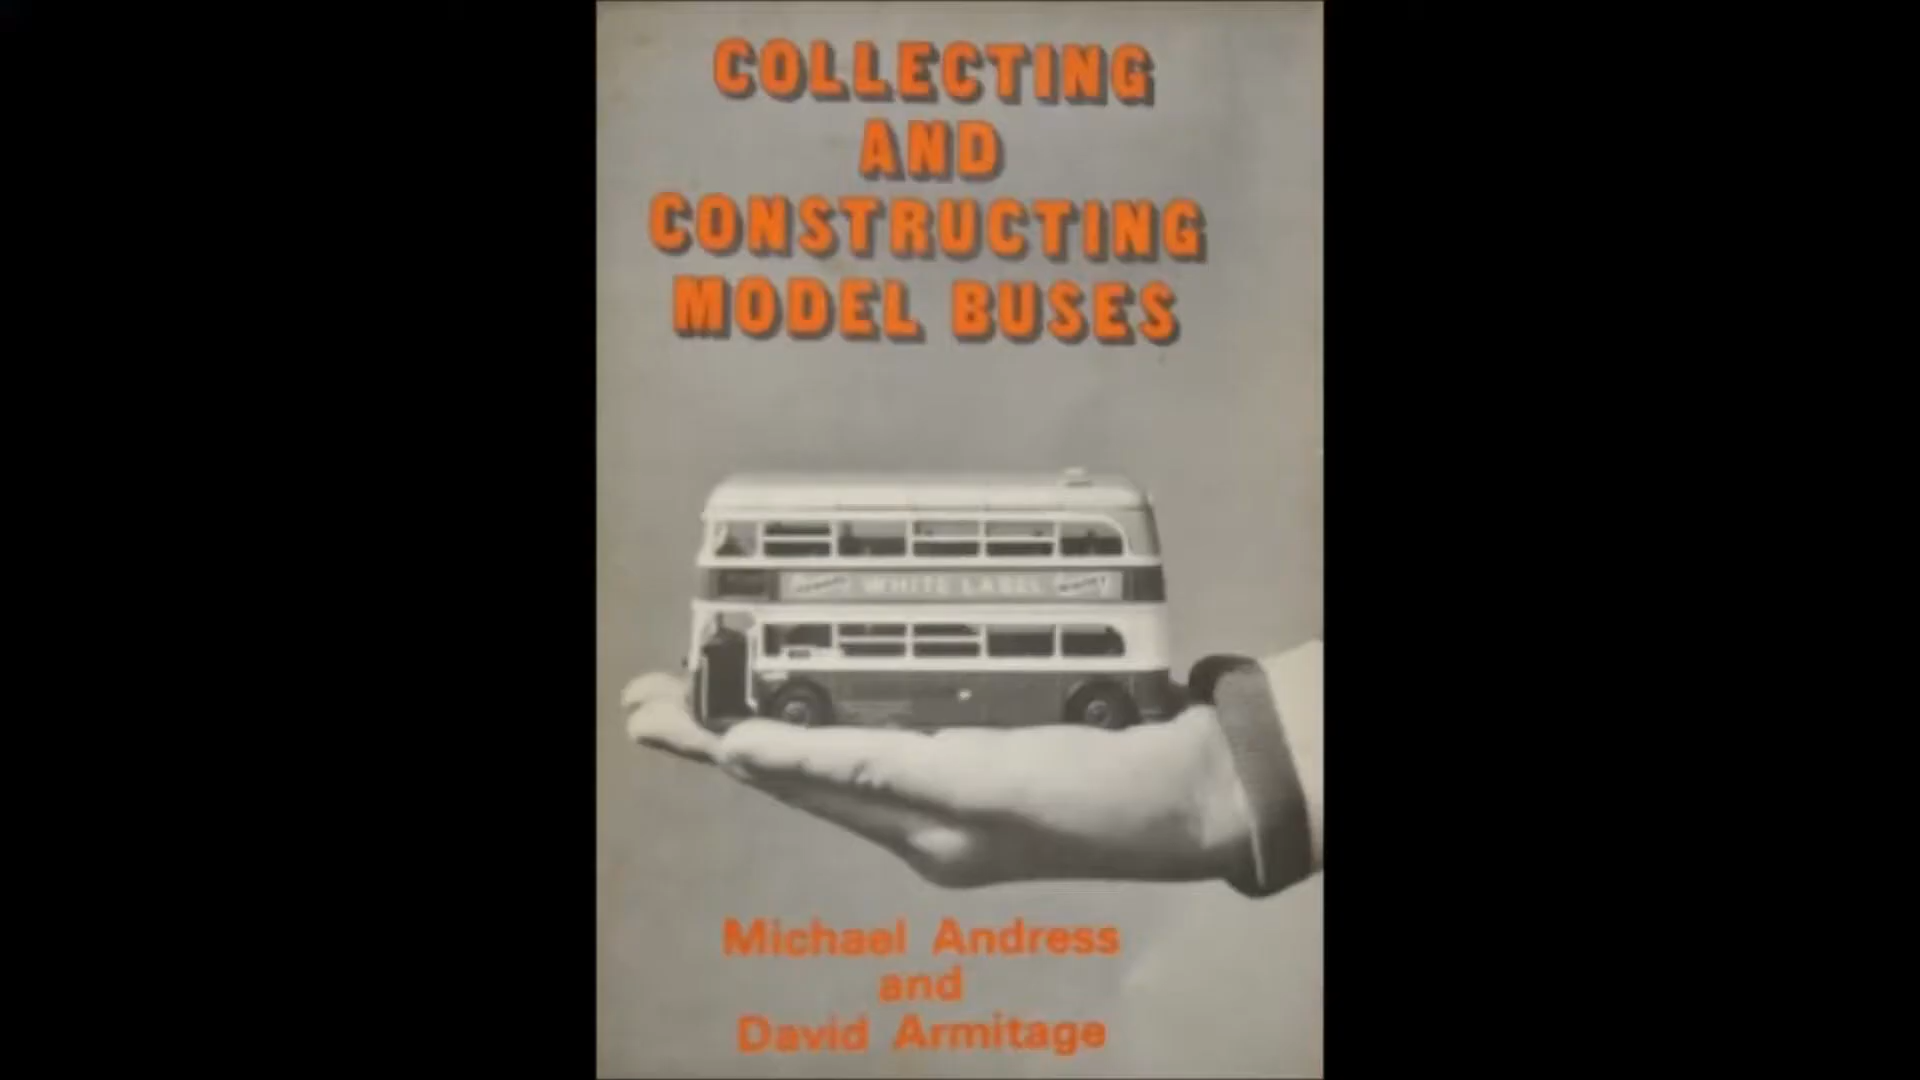 COLLECTING
AND
CONSTRUCTING
MODEL BUSES
WHITE LABEL
Michael Andress
and
David Armitage